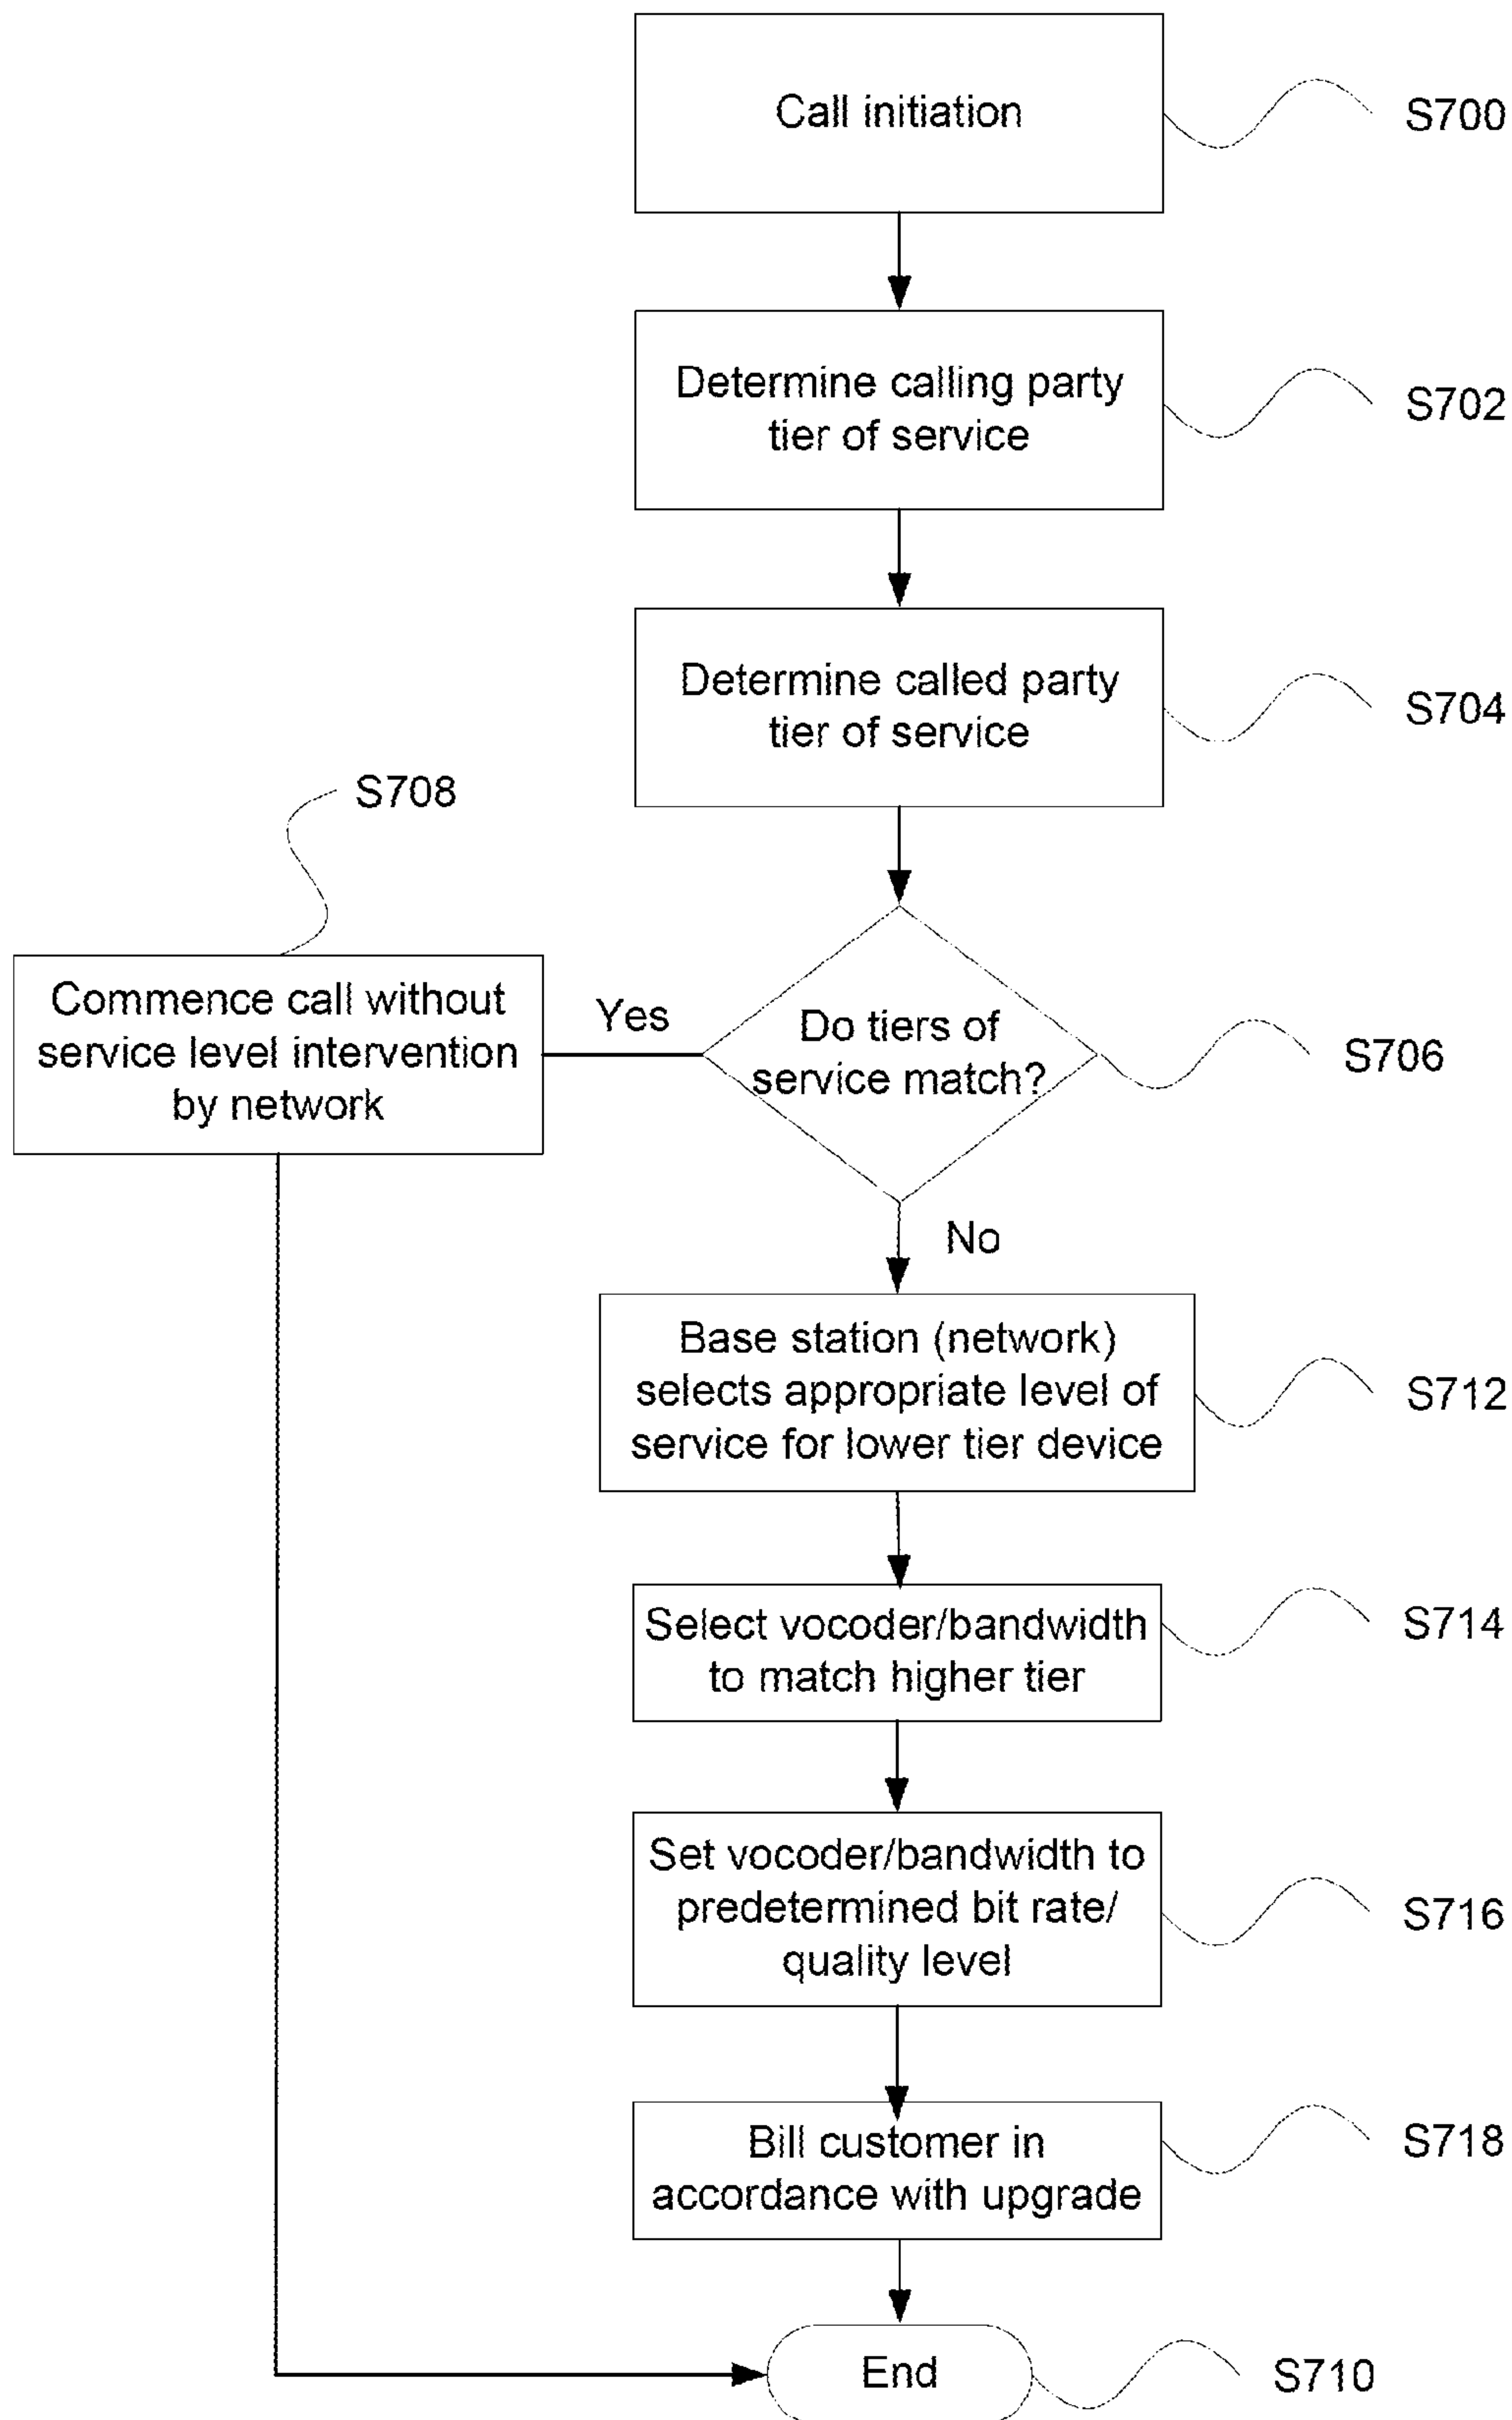 Call initiation
S700
Determine calling party
tier of service
S702
Determine called party
tier of service
S704
S708
Commence call without
service level intervention
by network
Yes
Do tiers of
service match?
S706
No
Base station (network)
selects appropriate level of
service for lower tier device
S712
Select vocoder/bandwidth
to match higher tier
S714
Set vocoder/bandwidth to
predetermined bit rate/
quality level
S716
Bill customer in
accordance with upgrade
S718
End
S710